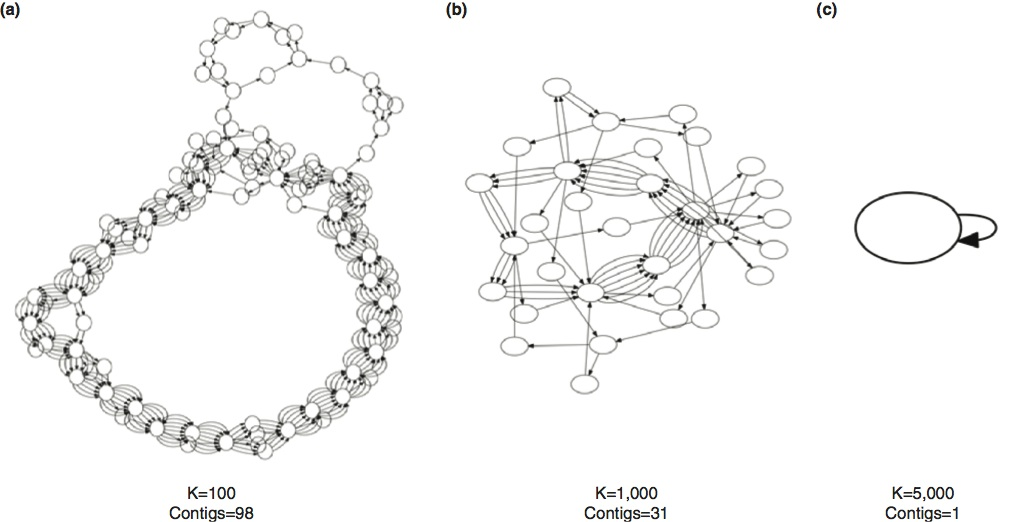 (a)
(b)
(c)
K=100
Contigs=98
K=1,000
Contigs=31
K=5,000
Contigs=1